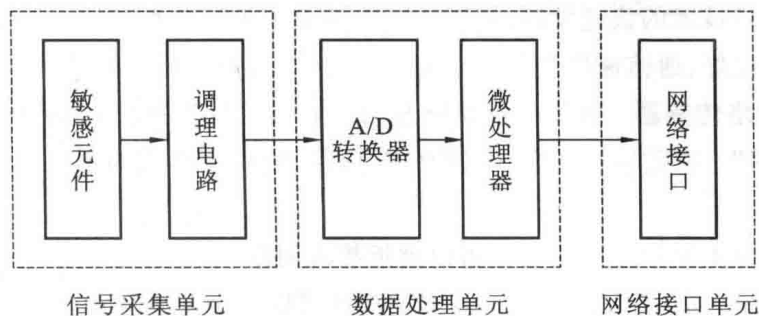 敏感元件
调理电路
A/D
转换器
微处理器
网络接口
信号采集单元
数据处理单元
网络接口单元